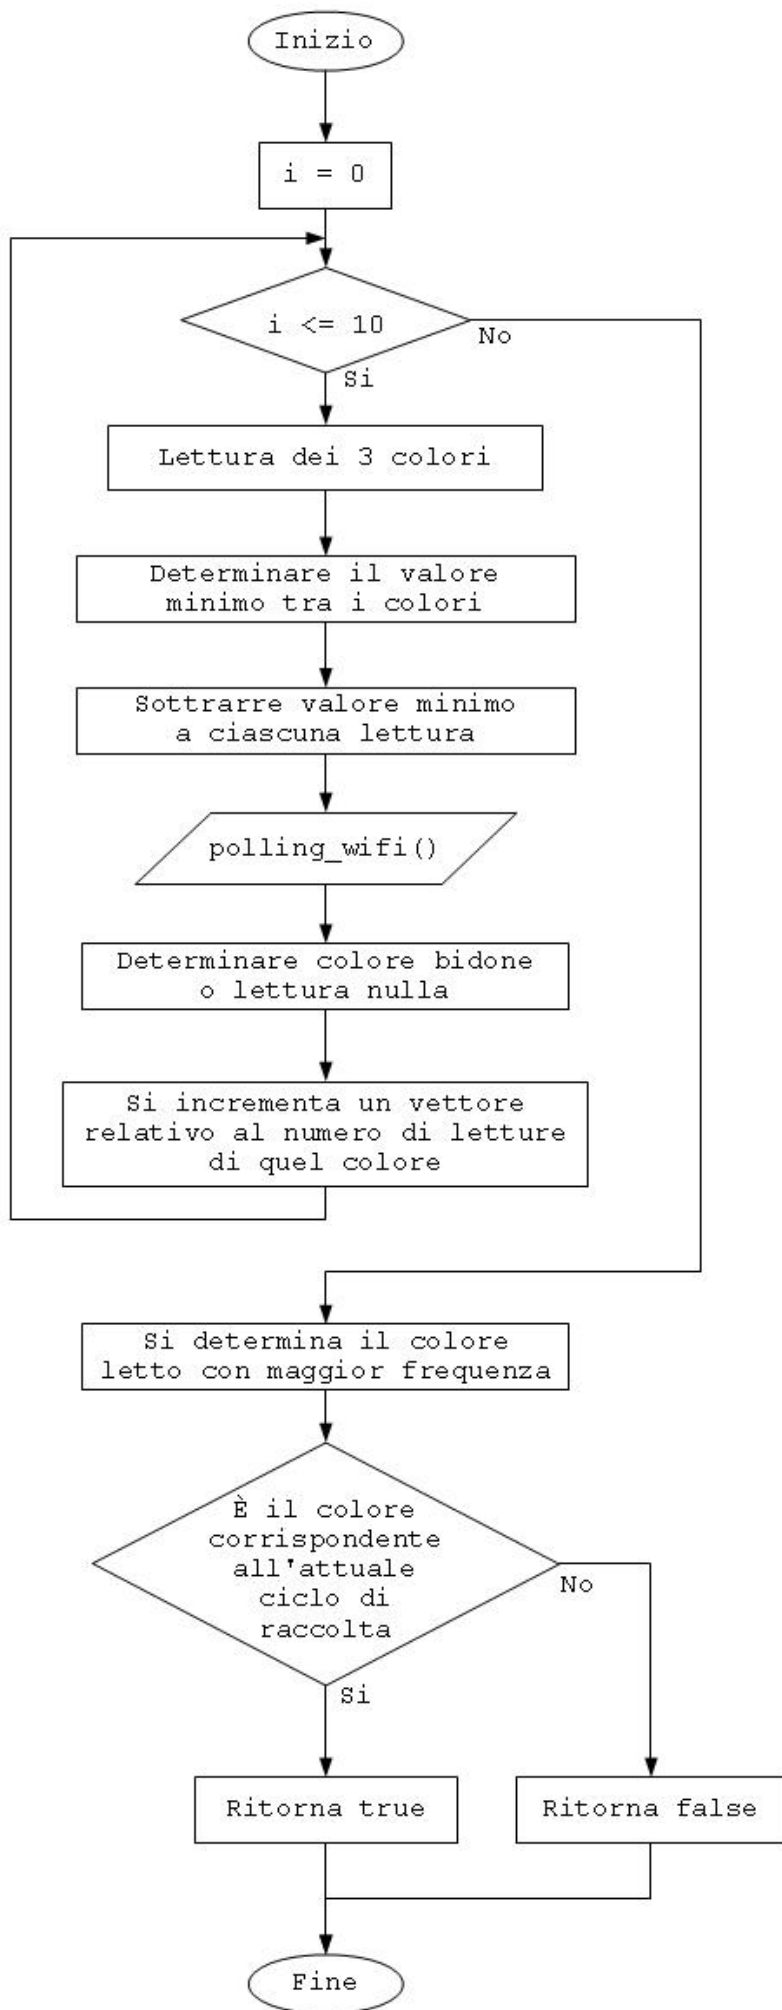 Inizio
i = 0
i <= 10
No
Si
Lettura dei 3 colori
Determinare il valore
minimo tra i colori
Sottrarre valore minimo
a ciascuna lettura
polling_wifi()
Determinare colore bidone
o lettura nulla
Si incrementa un vettore
relativo al numero di letture
di quel colore
Si determina il colore
letto con maggior frequenza
È il colore
corrispondente
all'attuale
ciclo di
raccolta
No
Si
Ritorna true
Ritorna false
Fine